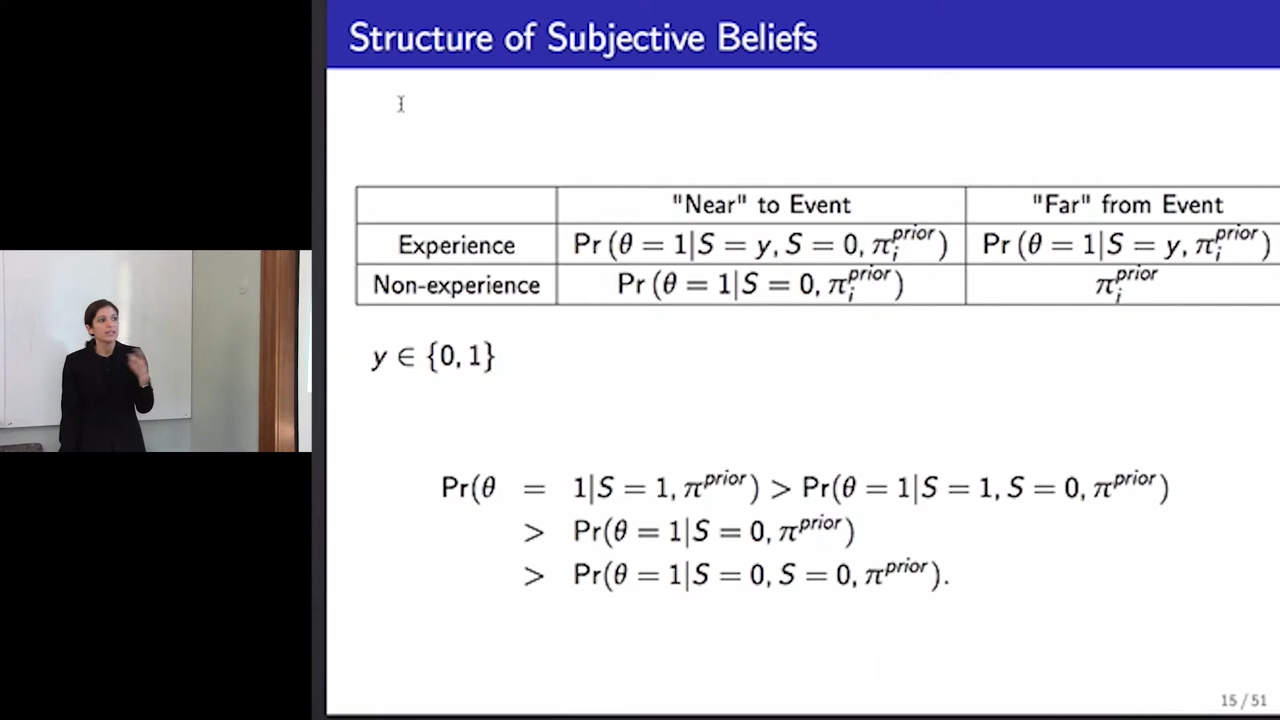 Structure of Subjective Beliefs
"Near" to Event "Far" from Event
Experience Pr (θ = 1|S = y, S = 0, π_i^prior) Pr (θ = 1|S = y, π_i^prior)
Non-experience Pr (θ = 1|S = 0, π_i^prior) π_i^prior
y ∈ {0, 1}
Pr(θ = 1|S = 1, π^prior) > Pr(θ = 1|S = 1, S = 0, π^prior)
> Pr(θ = 1|S = 0, π^prior)
> Pr(θ = 1|S = 0, S = 0, π^prior).
15 / 51